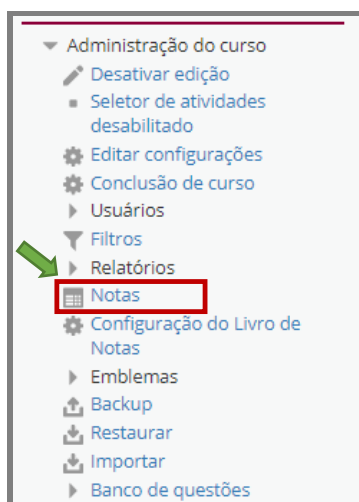 Administração do curso
Desativar edição
Seletor de atividades
desabilitado
Editar configurações
Conclusão de curso
Usuários
Filtros
Relatórios
Notas
Configuração do Livro de
Notas
Emblemas
Backup
Restaurar
Importar
Banco de questões